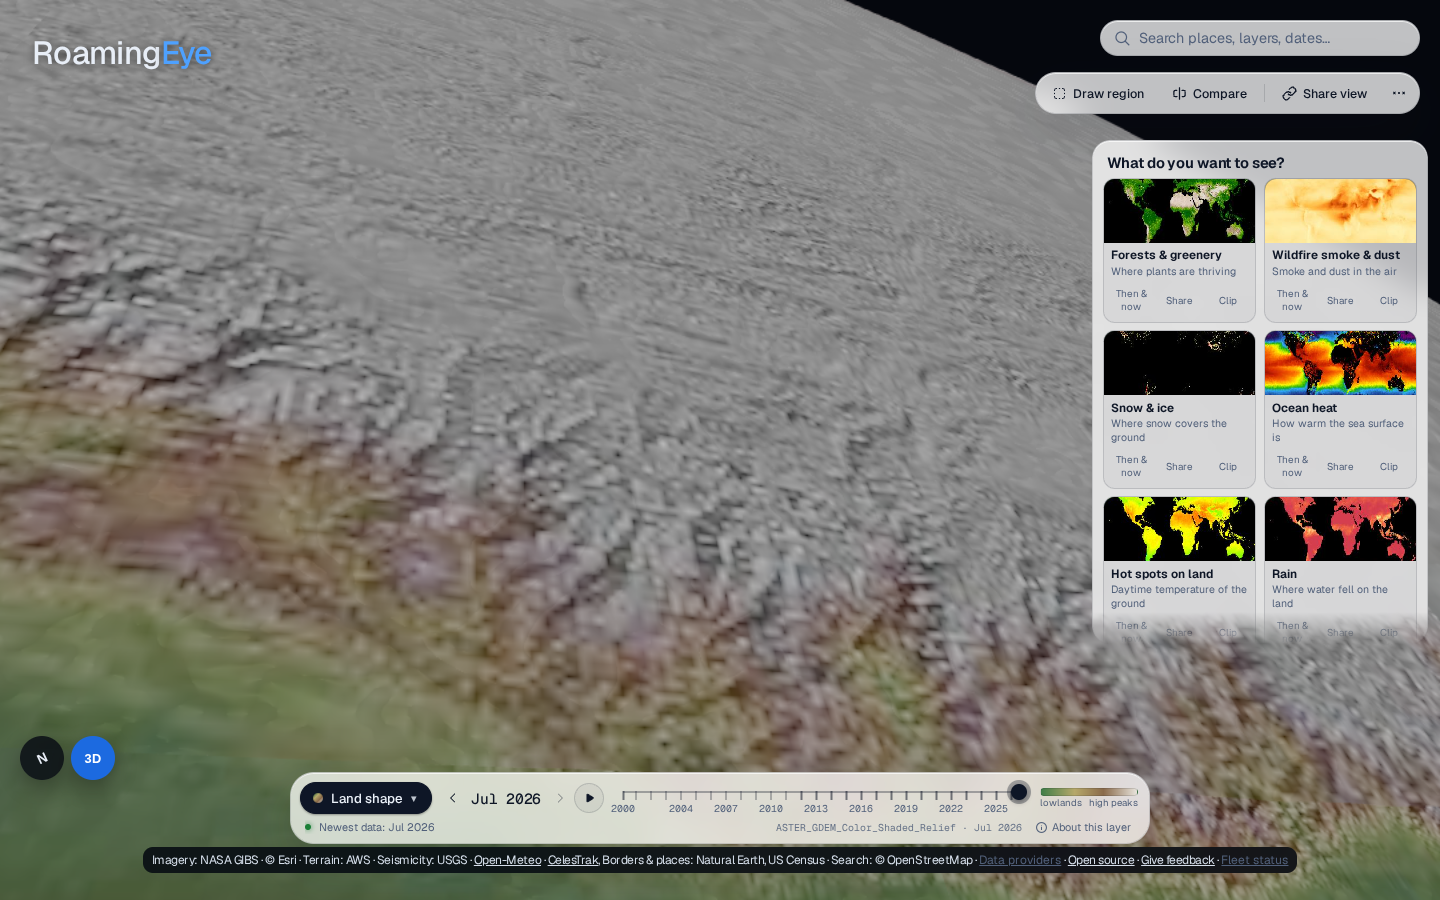 RoamingEye
Search places, layers, dates...
Draw region
Compare
Share view
What do you want to see?
Forests & greenery
Where plants are thriving
Then & now
Share
Clip
Wildfire smoke & dust
Smoke and dust in the air
Then & now
Share
Clip
Snow & ice
Where snow covers the ground
Then & now
Share
Clip
Ocean heat
How warm the sea surface is
Then & now
Share
Clip
Hot spots on land
Daytime temperature of the ground
Then &
Share
Clip
Rain
Where water fell on the land
Then &
Share
Clip
N
3D
Land shape
Jul 2026
2000
2004
2007
2010
2013
2016
2019
2022
2025
lowlands
high peaks
Newest data: Jul 2026
ASTER_GDEM_Color_Shaded_Relief · Jul 2026
About this layer
Imagery: NASA GIBS · © Esri · Terrain: AWS · Seismicity: USGS · Open-Meteo · CelesTrak, Borders & places: Natural Earth, US Census · Search: © OpenStreetMap · Data providers · Open source · Give feedback · Fleet status